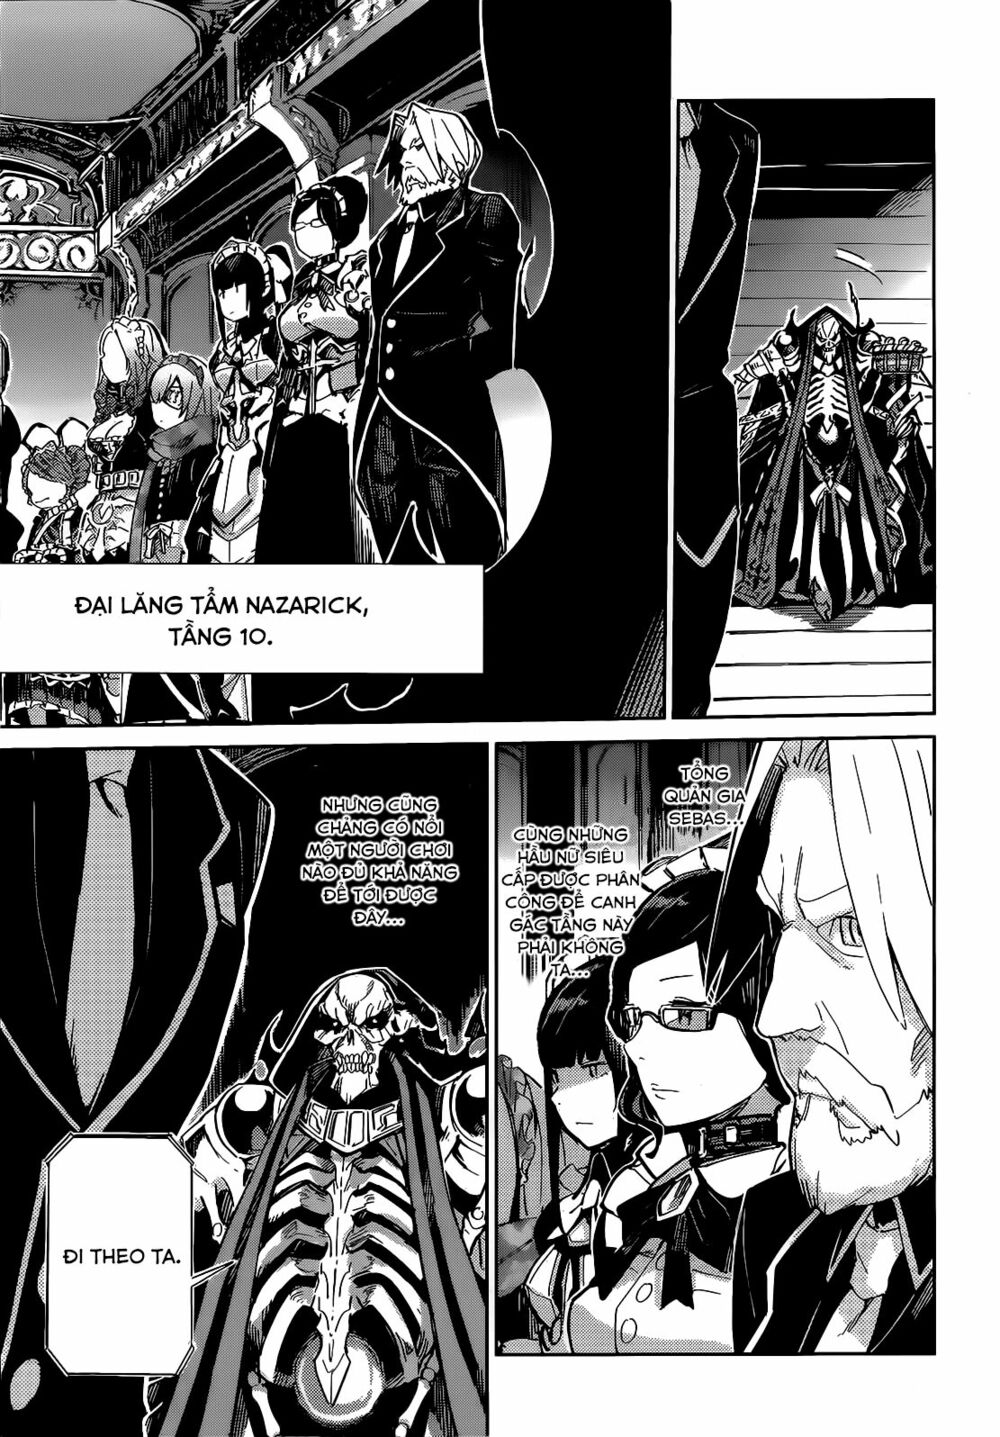 ĐẠI LĂNG TẨM NAZARICK,
TẦNG 10.
TỔNG
QUẢN GIA
SEBAS...
CÙNG NHỮNG
HẦU NỮ SIÊU
CẤP ĐƯỢC PHÂN
CÔNG ĐỂ CANH
GÁC TẦNG NÀY
PHẢI KHÔNG
TA...
NHƯNG CŨNG
CHẲNG CÓ NỔI
MỘT NGƯỜI CHƠI
NÀO ĐỦ KHẢ NĂNG
ĐỂ TỚI ĐƯỢC
ĐÂY...
ĐI THEO TA.